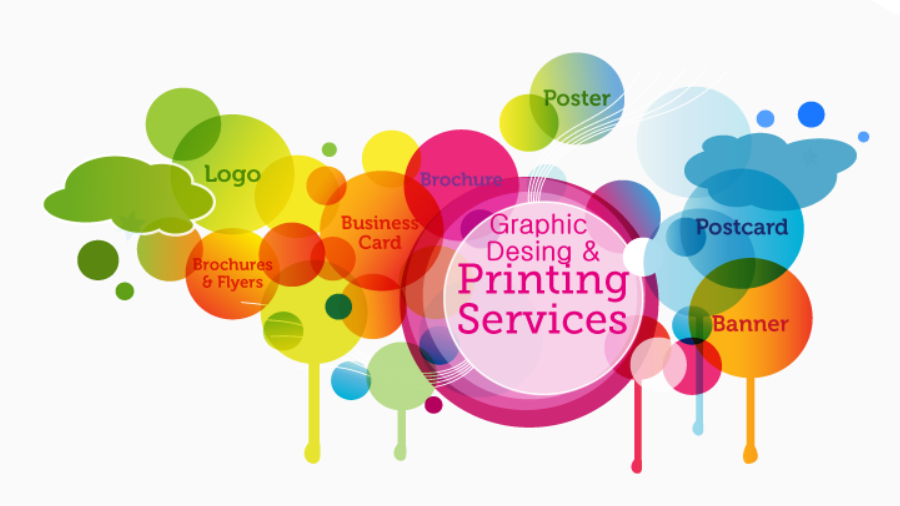 Poster
Logo
Brochure
Business
Card
Graphic
Desing &
Printing
Services
Postcard
Brochures
& Flyers
Banner